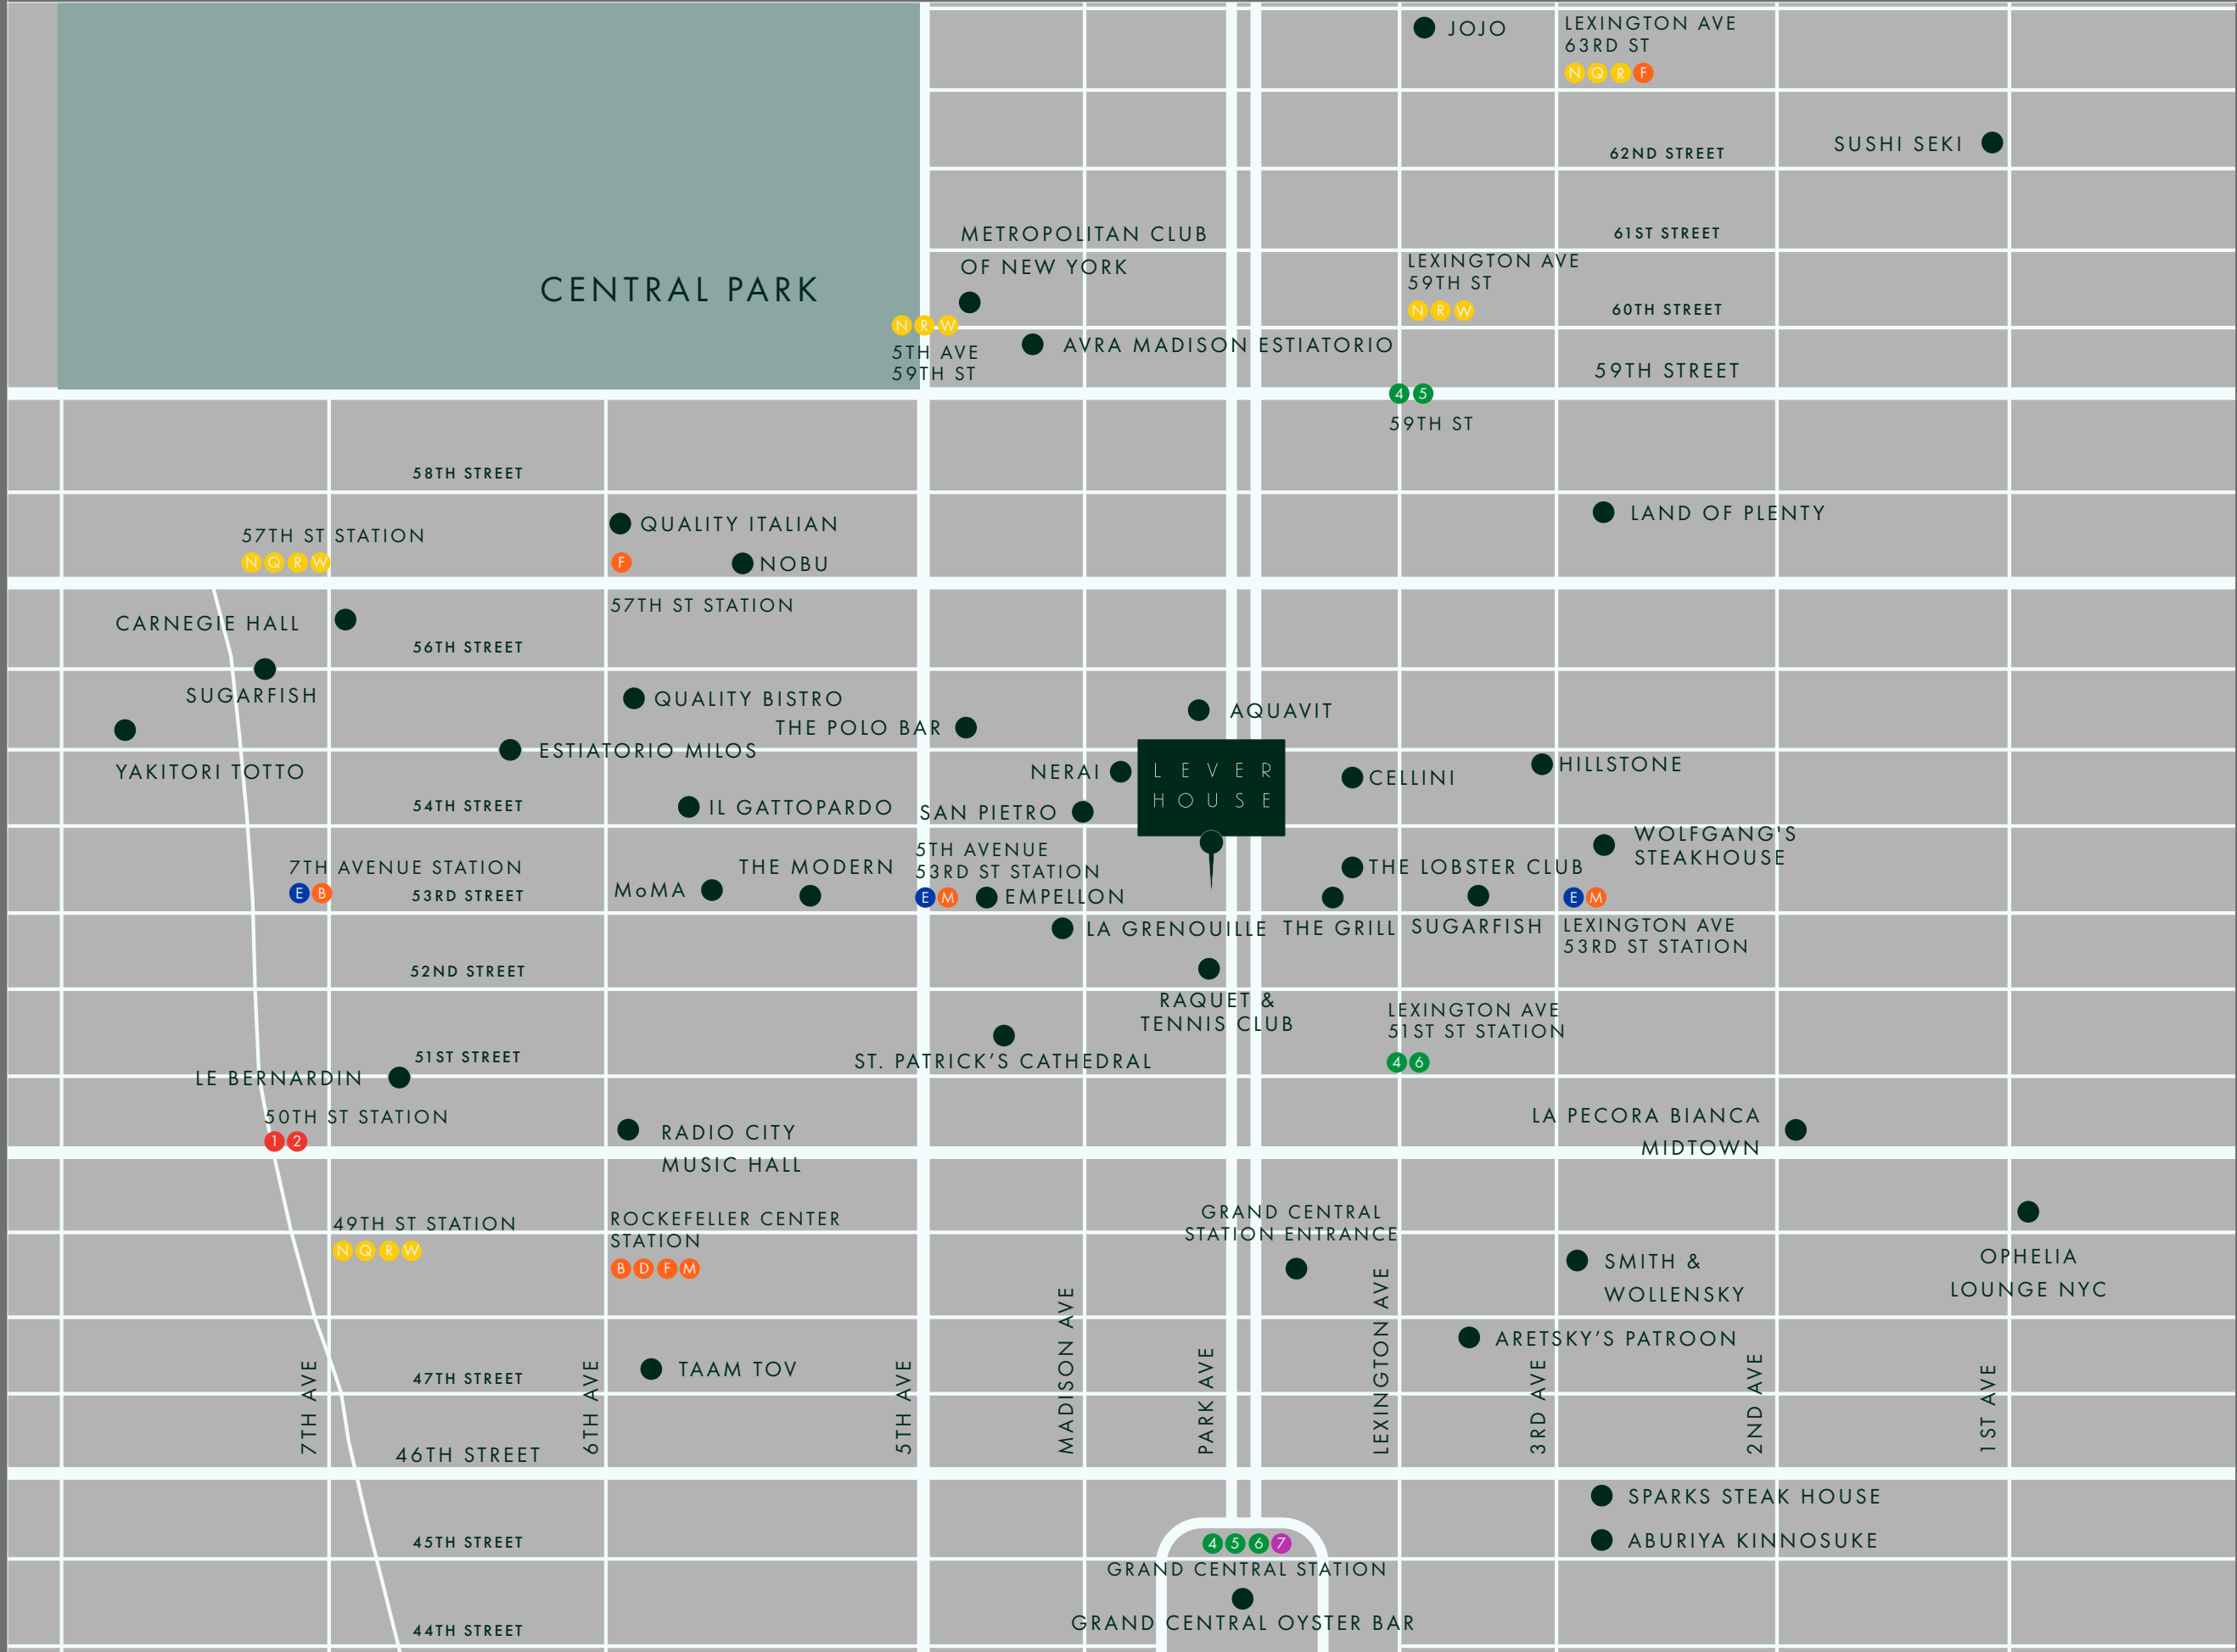 JOJO
LEXINGTON AVE
63RD ST
N Q R F
SUSHI SEKI
62ND STREET
METROPOLITAN CLUB
OF NEW YORK
61ST STREET
LEXINGTON AVE
59TH ST
N R W
60TH STREET
CENTRAL PARK
N R W
5TH AVE
59TH ST
AVRA MADISON ESTIATORIO
59TH STREET
4 5
59TH ST
58TH STREET
QUALITY ITALIAN
LAND OF PLENTY
57TH ST STATION
N Q R W
F
NOBU
57TH ST STATION
CARNEGIE HALL
56TH STREET
SUGARFISH
QUALITY BISTRO
THE POLO BAR
AQUAVIT
YAKITORI TOTTO
ESTIATORIO MILOS
NERAI
LEVER
HOUSE
CELLINI
HILLSTONE
54TH STREET
IL GATTOPARDO
SAN PIETRO
WOLFGANG'S
STEAKHOUSE
7TH AVENUE STATION
E B
53RD STREET
MoMA
THE MODERN
5TH AVENUE
53RD ST STATION
E M
EMPELLON
THE LOBSTER CLUB
E M
LA GRENOUILLE
THE GRILL
SUGARFISH
LEXINGTON AVE
53RD ST STATION
52ND STREET
RAQUET &
TENNIS CLUB
LEXINGTON AVE
51ST ST STATION
4 6
ST. PATRICK’S CATHEDRAL
51ST STREET
LE BERNARDIN
50TH ST STATION
1 2
RADIO CITY
MUSIC HALL
LA PECORA BIANCA
MIDTOWN
49TH ST STATION
N Q R W
ROCKEFELLER CENTER
STATION
B D F M
GRAND CENTRAL
STATION ENTRANCE
SMITH &
WOLLENSKY
OPHELIA
LOUNGE NYC
ARETSKY’S PATROON
TAAM TOV
47TH STREET
7TH AVE
6TH AVE
5TH AVE
MADISON AVE
PARK AVE
LEXINGTON AVE
3RD AVE
2ND AVE
1ST AVE
46TH STREET
SPARKS STEAK HOUSE
45TH STREET
ABURIYA KINNOSUKE
4 5 6 7
GRAND CENTRAL STATION
GRAND CENTRAL OYSTER BAR
44TH STREET